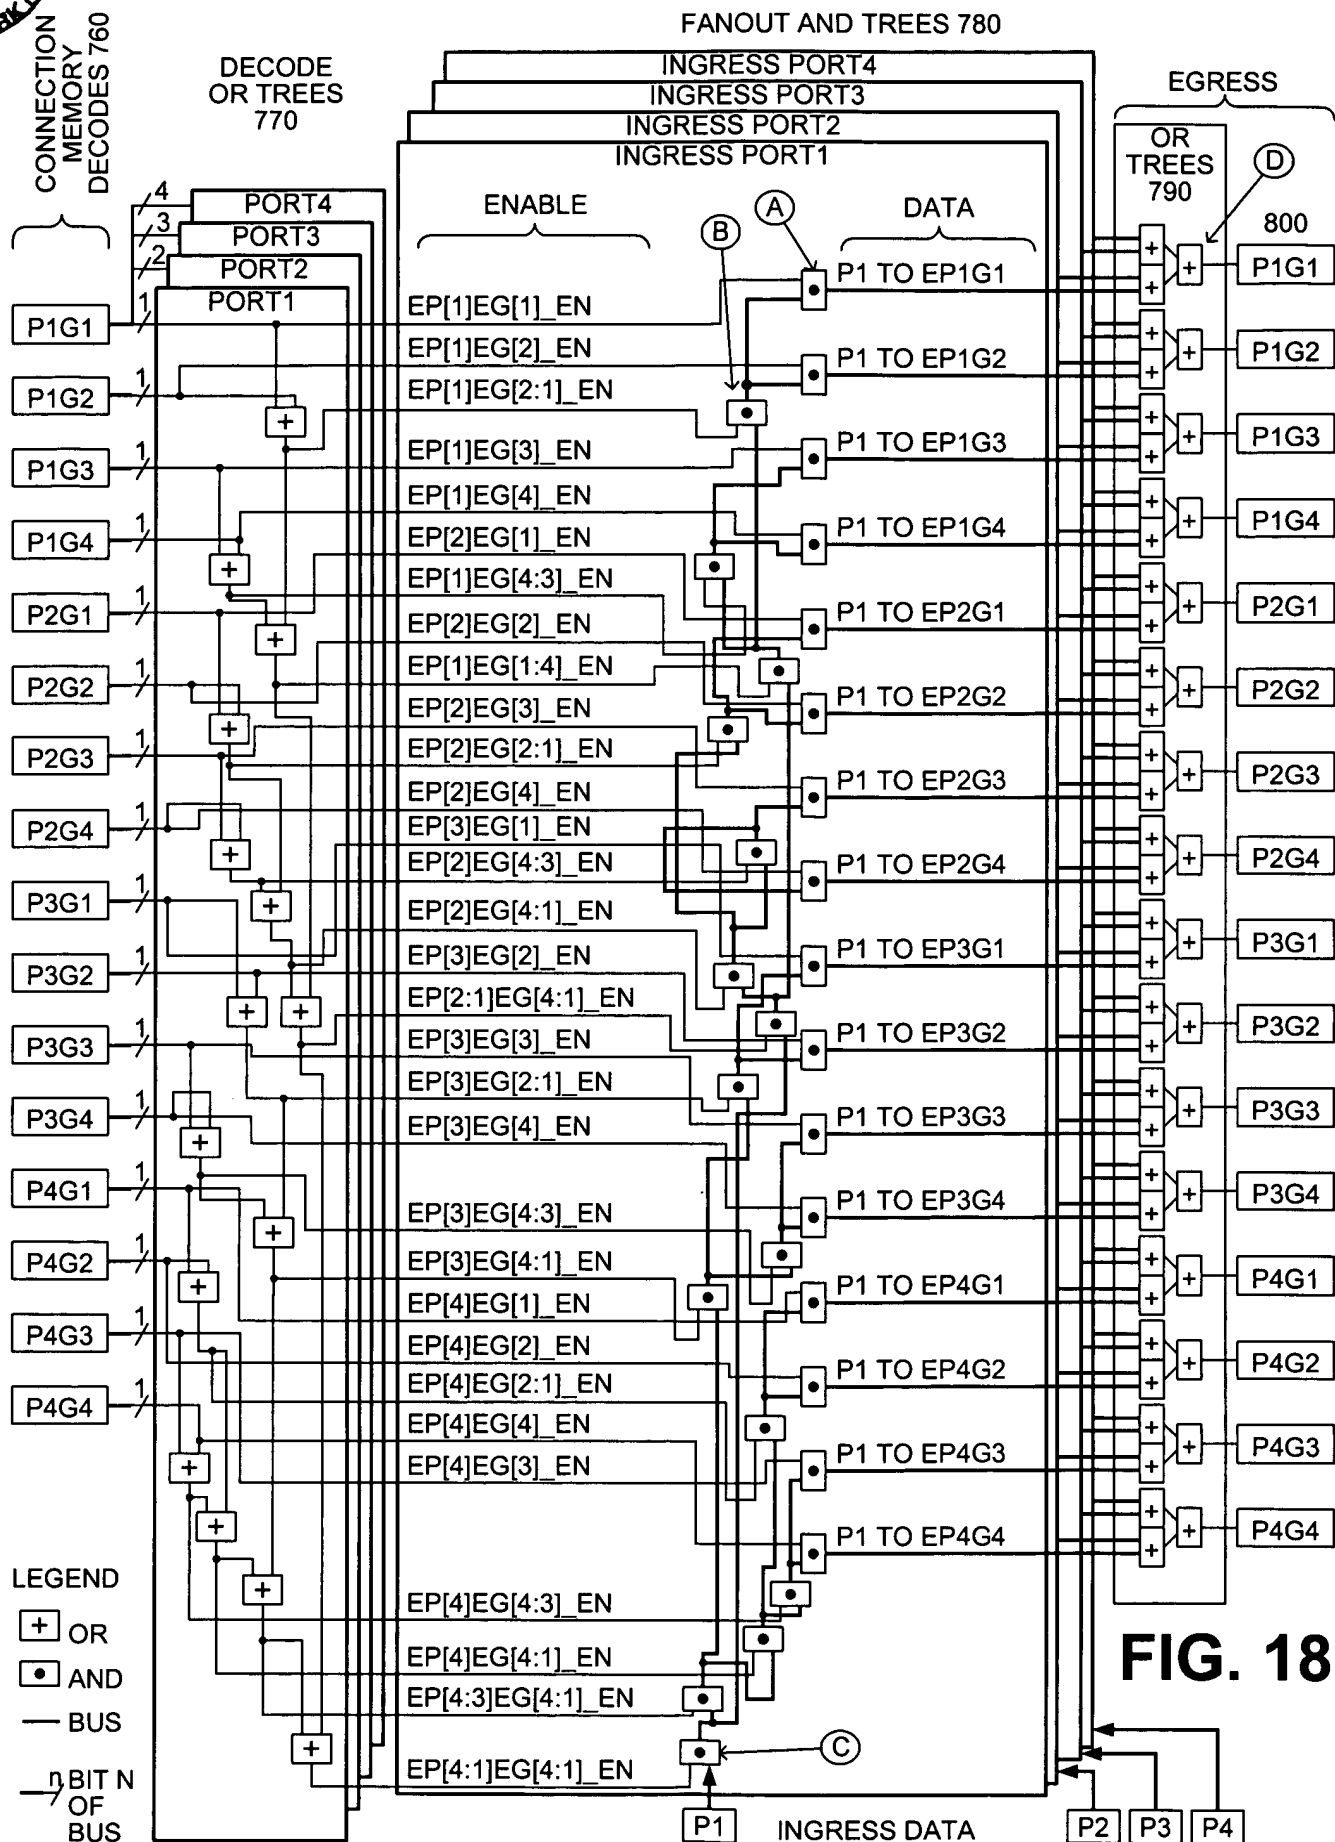 FANOUT AND TREES 780
CONNECTION
MEMORY
DECODES 760
DECODE
OR TREES
770
INGRESS PORT4
INGRESS PORT3
INGRESS PORT2
INGRESS PORT1
EGRESS
OR
TREES
790
D
800
4
PORT4
3
PORT3
2
PORT2
1
PORT1
ENABLE
B
A
DATA
P1G1
1
P1G2
1
P1G3
1
P1G4
1
P2G1
1
P2G2
1
P2G3
1
P2G4
1
P3G1
1
P3G2
1
P3G3
1
P3G4
1
P4G1
1
P4G2
1
P4G3
1
P4G4
EP[1]EG[1]_EN
EP[1]EG[2]_EN
EP[1]EG[2:1]_EN
EP[1]EG[3]_EN
EP[1]EG[4]_EN
EP[2]EG[1]_EN
EP[1]EG[4:3]_EN
EP[2]EG[2]_EN
EP[1]EG[1:4]_EN
EP[2]EG[3]_EN
EP[2]EG[2:1]_EN
EP[2]EG[4]_EN
EP[3]EG[1]_EN
EP[2]EG[4:3]_EN
EP[2]EG[4:1]_EN
EP[3]EG[2]_EN
EP[2:1]EG[4:1]_EN
EP[3]EG[3]_EN
EP[3]EG[2:1]_EN
EP[3]EG[4]_EN
EP[3]EG[4:3]_EN
EP[3]EG[4:1]_EN
EP[4]EG[1]_EN
EP[4]EG[2]_EN
EP[4]EG[2:1]_EN
EP[4]EG[4]_EN
EP[4]EG[3]_EN
EP[4]EG[4:3]_EN
EP[4]EG[4:1]_EN
EP[4:3]EG[4:1]_EN
EP[4:1]EG[4:1]_EN
P1 TO EP1G1
P1 TO EP1G2
P1 TO EP1G3
P1 TO EP1G4
P1 TO EP2G1
P1 TO EP2G2
P1 TO EP2G3
P1 TO EP2G4
P1 TO EP3G1
P1 TO EP3G2
P1 TO EP3G3
P1 TO EP3G4
P1 TO EP4G1
P1 TO EP4G2
P1 TO EP4G3
P1 TO EP4G4
P1G1
P1G2
P1G3
P1G4
P2G1
P2G2
P2G3
P2G4
P3G1
P3G2
P3G3
P3G4
P4G1
P4G2
P4G3
P4G4
LEGEND
+ OR
• AND
BUS
n BIT N
OF
BUS
C
P1
INGRESS DATA
P2
P3
P4
FIG. 18